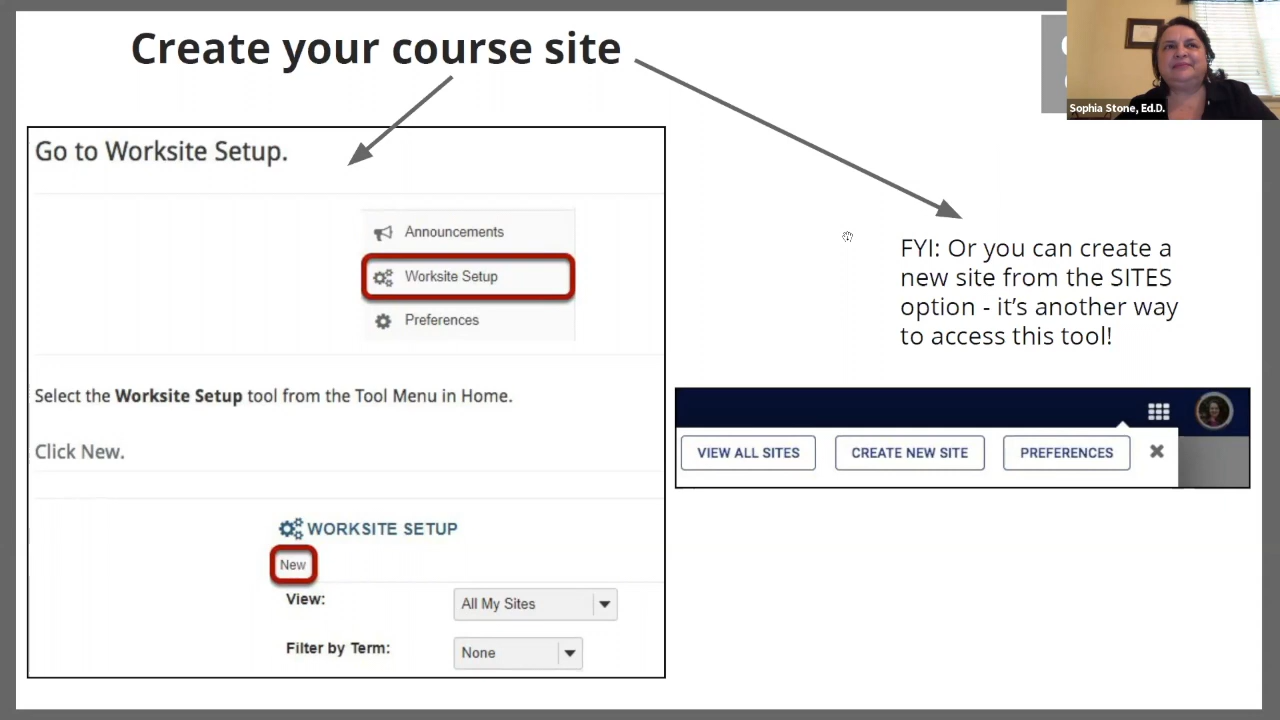 Create your course site
Sophia Stone, Ed.D.
Go to Worksite Setup.
Announcements
Worksite Setup
Preferences
Select the Worksite Setup tool from the Tool Menu in Home.
Click New.
WORKSITE SETUP
New
View:
All My Sites
Filter by Term:
None
FYI: Or you can create a
new site from the SITES
option - it's another way
to access this tool!
VIEW ALL SITES
CREATE NEW SITE
PREFERENCES